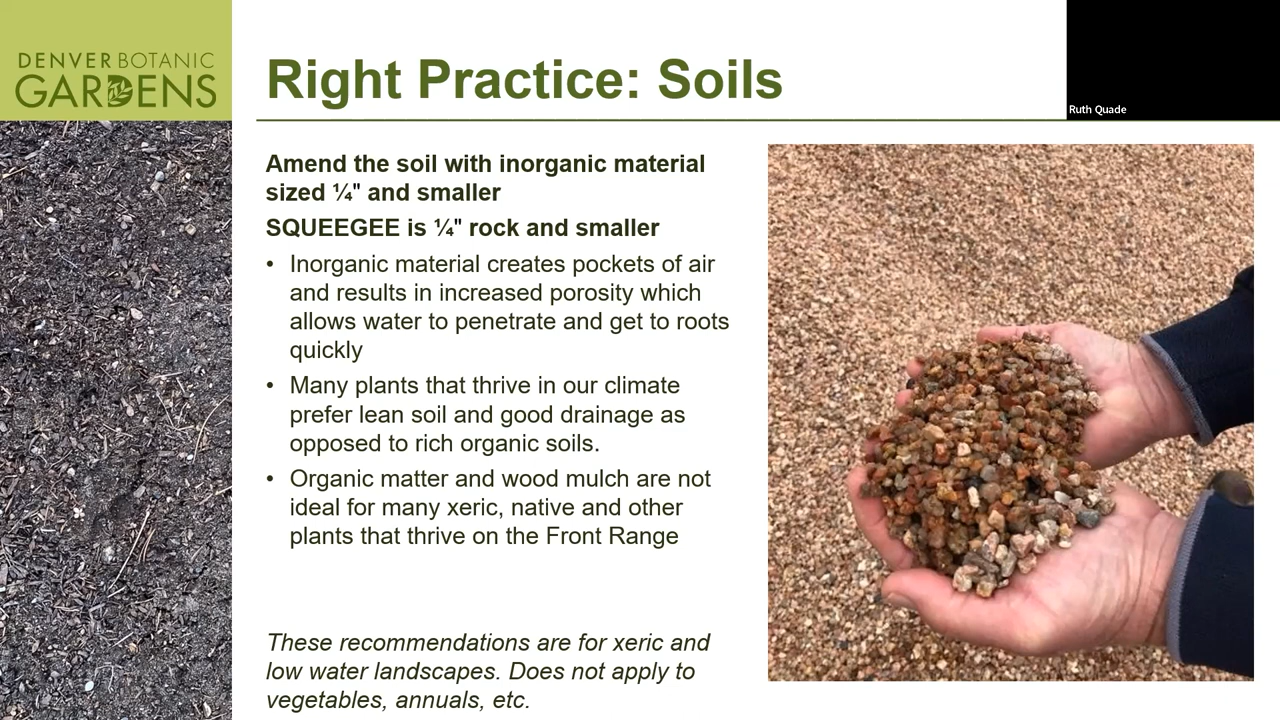 DENVER BOTANIC
GARDENS
Right Practice: Soils
Ruth Quade
Amend the soil with inorganic material
sized ¼" and smaller
SQUEEGEE is ¼" rock and smaller
• Inorganic material creates pockets of air
and results in increased porosity which
allows water to penetrate and get to roots
quickly
• Many plants that thrive in our climate
prefer lean soil and good drainage as
opposed to rich organic soils.
• Organic matter and wood mulch are not
ideal for many xeric, native and other
plants that thrive on the Front Range
These recommendations are for xeric and
low water landscapes. Does not apply to
vegetables, annuals, etc.